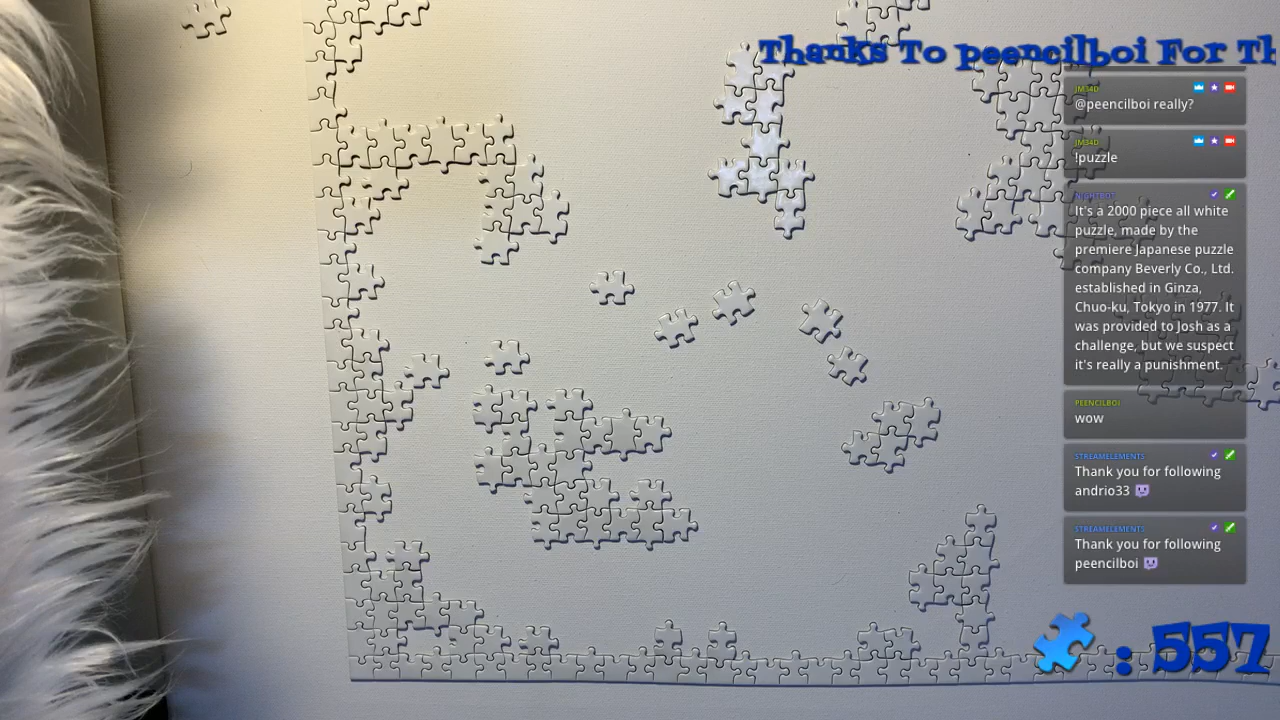 Thanks To peencilboi For Th
JM34D
@peencilboi really?
JM34D
!puzzle
NIGHTBOT
It's a 2000 piece all white
puzzle, made by the
premiere Japanese puzzle
company Beverly Co., Ltd.
established in Ginza,
Chuo-ku, Tokyo in 1977. It
was provided to Josh as a
challenge, but we suspect
it's really a punishment.
PEENCILBOI
wow
STREAMELEMENTS
Thank you for following
andrio33
STREAMELEMENTS
Thank you for following
peencilboi
: 557